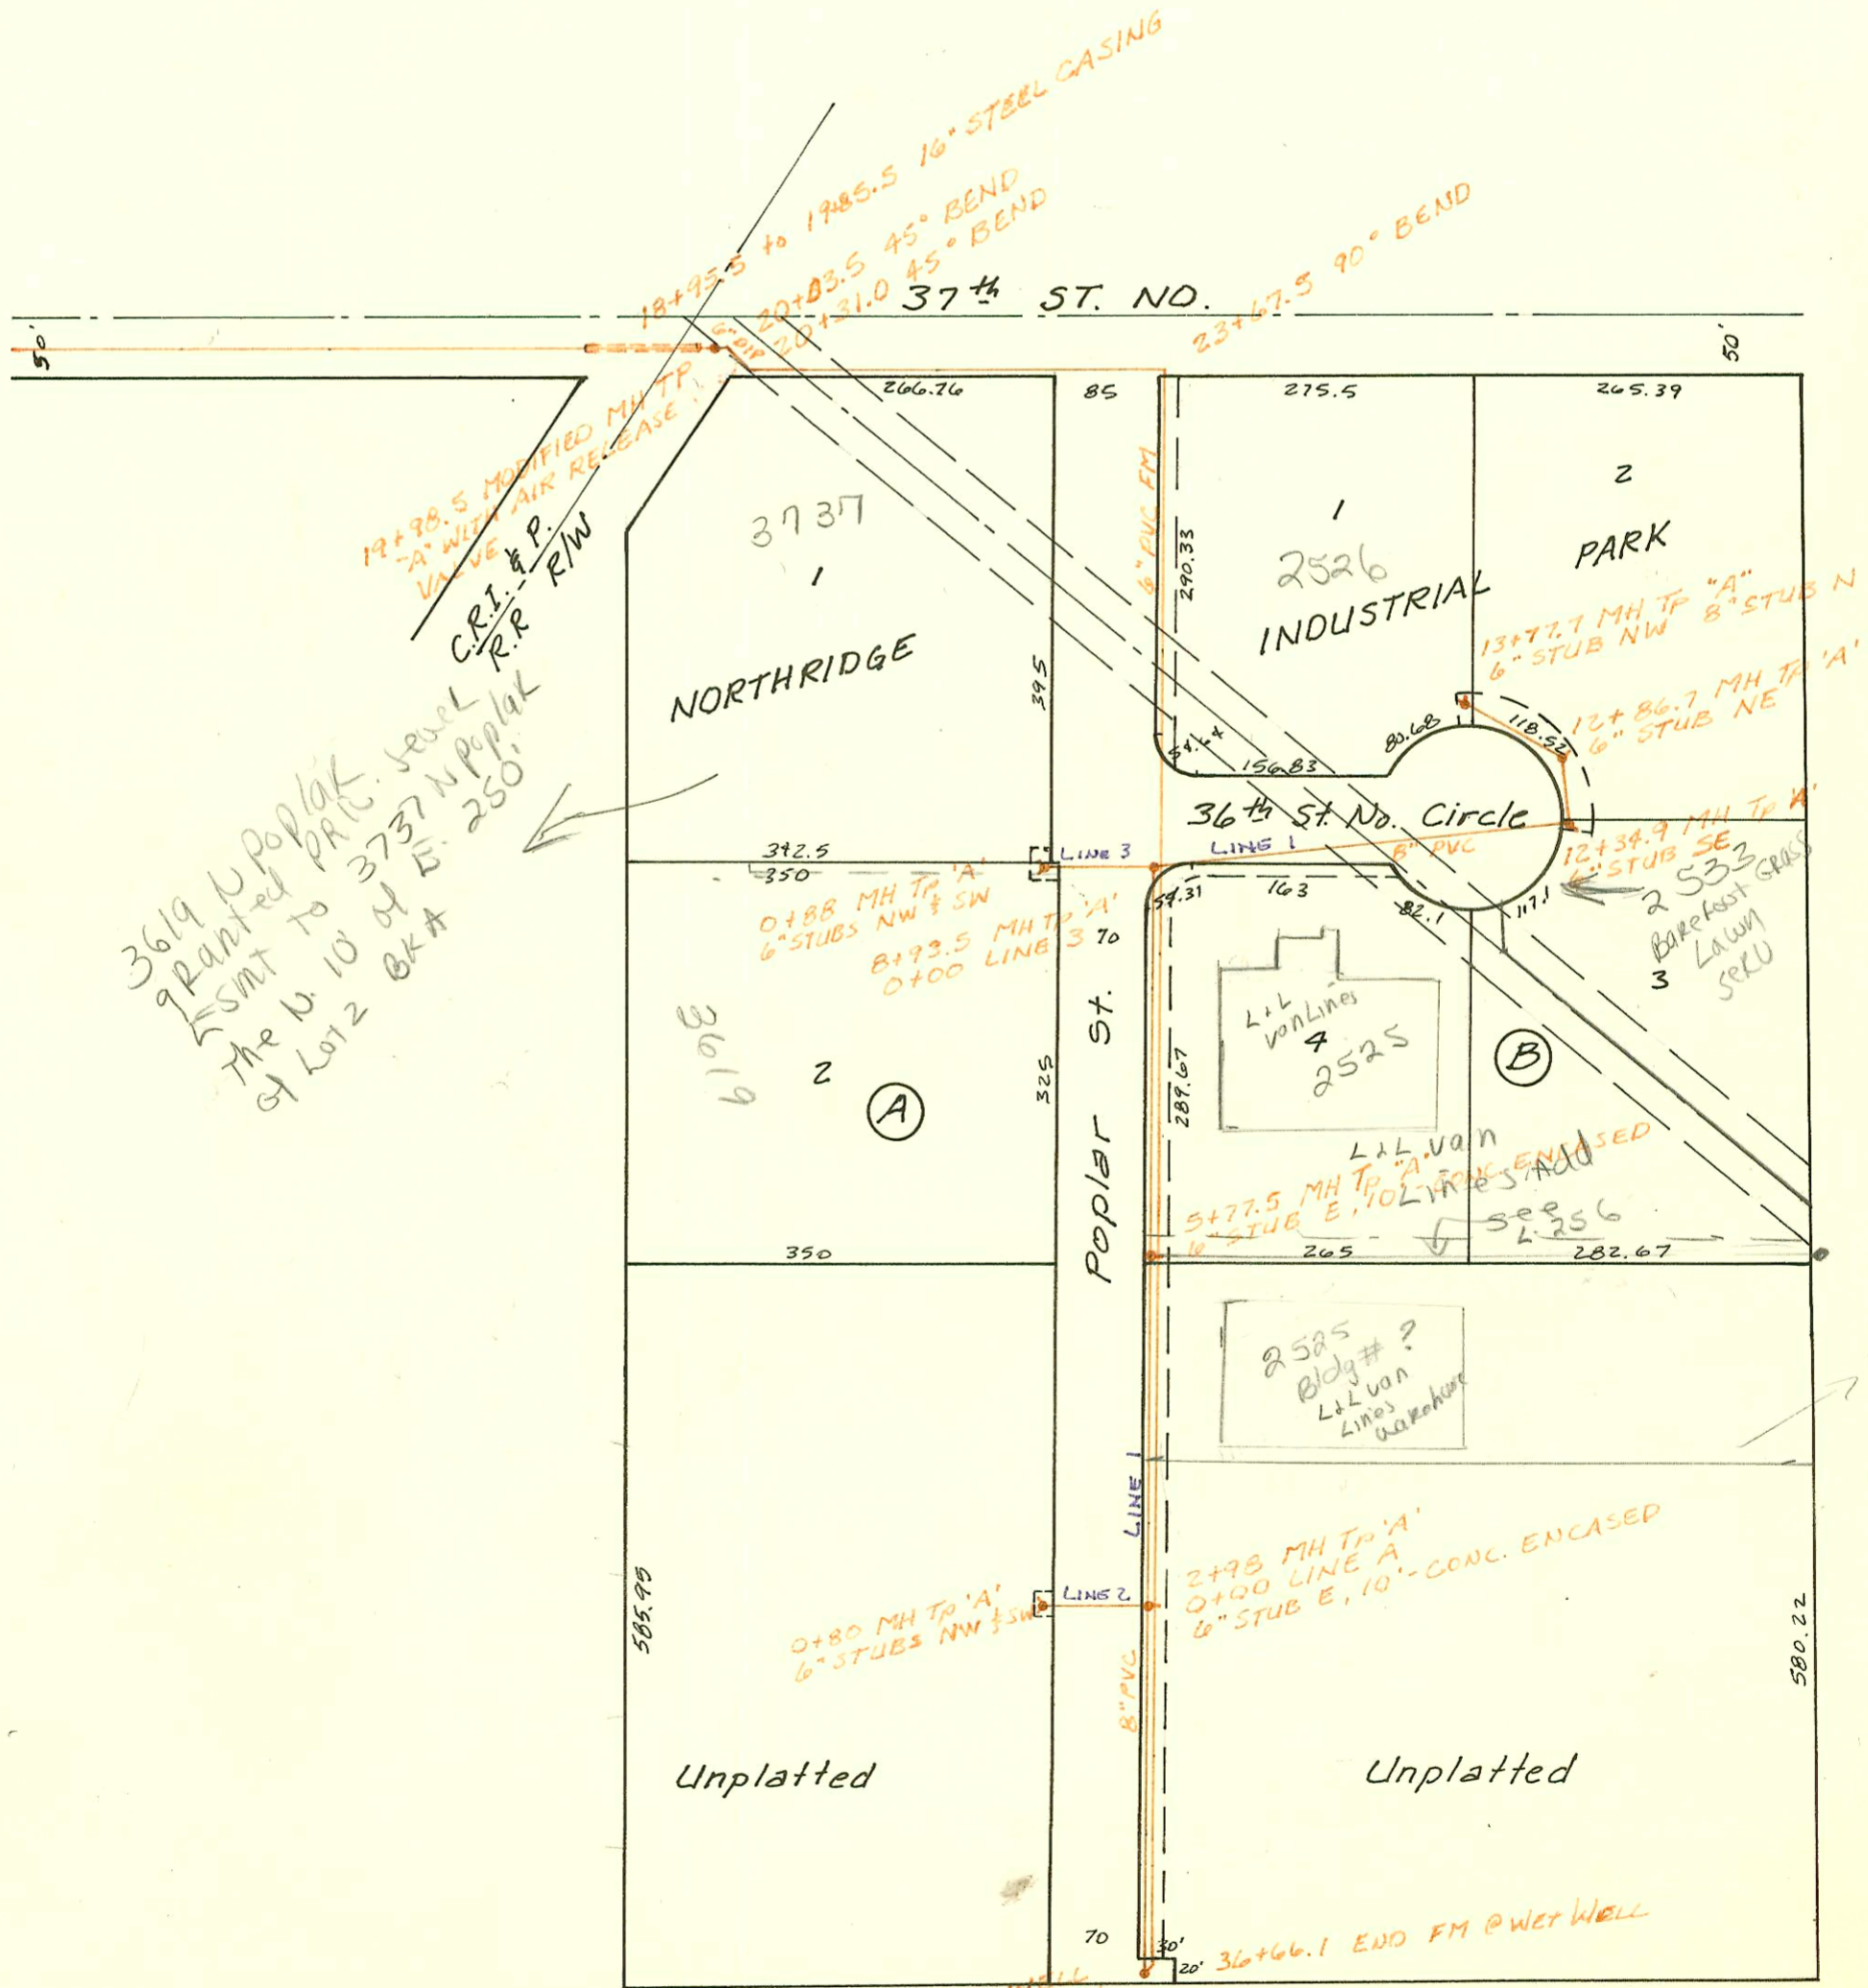 18+95.5 to 19+85.5 16" STEEL CASING
20+03.5 45° BEND
20+31.0 45° BEND
23+67.5 90° BEND
37th ST. NO.
50'
50'
266.76
85
275.5
265.39
19+98.5 MODIFIED MH TP.
"A" WITH AIR RELEASE
VALVE
C.R.I. & P.
R.R R/W
3737
1
NORTHRIDGE
395
6" PVC FM
290.33
1
2526
INDUSTRIAL
2
PARK
13+77.7 MH TP "A"
6" STUB NW 8" STUB N
12+86.7 MH TP 'A'
6" STUB NE
80.68
118.52
54.64
156.83
36th St. No. Circle
12+34.9 MH TP 'A'
6" STUB SE
3619 N Poplar
granted Priv. sewer
Esmt to 3737 N Poplar
The N. 10' of E. 250'
of Lot 2 BK A
342.5
350
LINE 3
LINE 1
8" PVC
0+88 MH TP 'A'
6" STUBS NW & SW
8+93.5 MH TP 'A'
0+00 LINE 3
59.31
163
82.1
117.1
2533
Barefoot Grass
Lawn
Serv
3
70
3619
2
A
325
Poplar St.
289.67
L+L
van Lines
4
2525
B
L&L van
Lines Add
see
L.256
5+77.5 MH TP "A"
6" STUB E, 10'-CONC. ENCASED
350
265
282.67
2525
Bldg # ?
L&L van
Lines
warehouse
LINE 1
585.95
0+80 MH TP 'A'
6" STUBS NW & SW
LINE 2
2+98 MH TP 'A'
0+00 LINE A
6" STUB E, 10'-CONC. ENCASED
580.22
8" PVC
Unplatted
Unplatted
70
30'
20'
36+66.1 END FM @ WET WELL